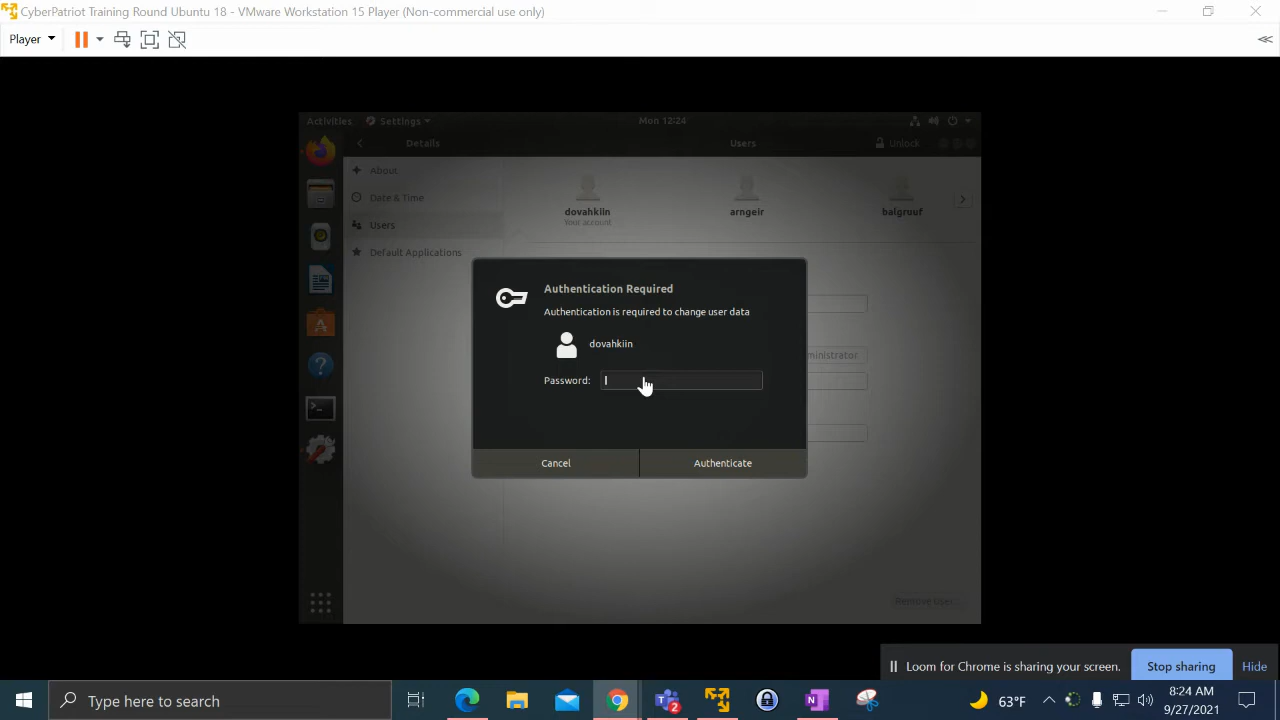 CyberPatriot Training Round Ubuntu 18 - VMware Workstation 15 Player (Non-commercial use only)
Player
Activities Settings Mon 12:24
Details Users Unlock
About
Date & Time
Users
Default Applications
dovahkiin arngeir balgruuf
Your account
Authentication Required
Authentication is required to change user data
dovahkiin
ministrator
Password:
Cancel Authenticate
Remove User...
Loom for Chrome is sharing your screen. Stop sharing Hide
Type here to search
2
63°F
8:24 AM
9/27/2021